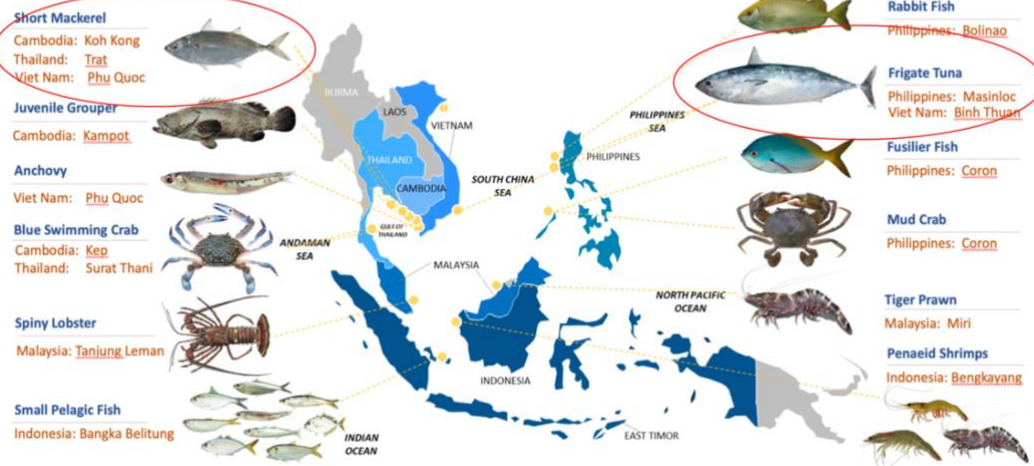 Short Mackerel
Cambodia: Koh Kong
Thailand: Trat
Viet Nam: Phu Quoc
Juvenile Grouper
Cambodia: Kampot
Anchovy
Viet Nam: Phu Quoc
Blue Swimming Crab
Cambodia: Kep
Thailand: Surat Thani
Spiny Lobster
Malaysia: Tanjung Leman
Small Pelagic Fish
Indonesia: Bangka Belitung
BURMA
LAOS
VIETNAM
THAILAND
CAMBODIA
GULF OF
THAILAND
ANDAMAN
SEA
SOUTH CHINA
SEA
PHILIPPINES
SEA
PHILIPPINES
MALAYSIA
NORTH PACIFIC
OCEAN
INDONESIA
EAST TIMOR
INDIAN
OCEAN
Rabbit Fish
Philippines: Bolinao
Frigate Tuna
Philippines: Masinloc
Viet Nam: Binh Thuan
Fusilier Fish
Philippines: Coron
Mud Crab
Philippines: Coron
Tiger Prawn
Malaysia: Miri
Penaeid Shrimps
Indonesia: Bengkayang